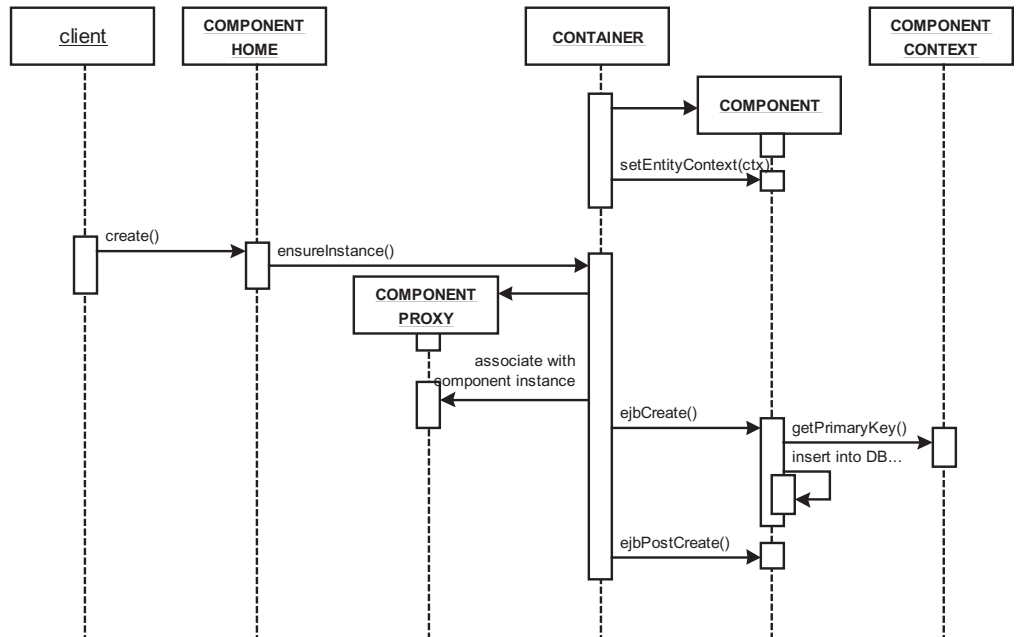 client
COMPONENT
HOME
CONTAINER
COMPONENT
CONTEXT
COMPONENT
setEntityContext(ctx)
create()
ensureInstance()
COMPONENT
PROXY
associate with
component instance
ejbCreate()
getPrimaryKey()
insert into DB...
ejbPostCreate()